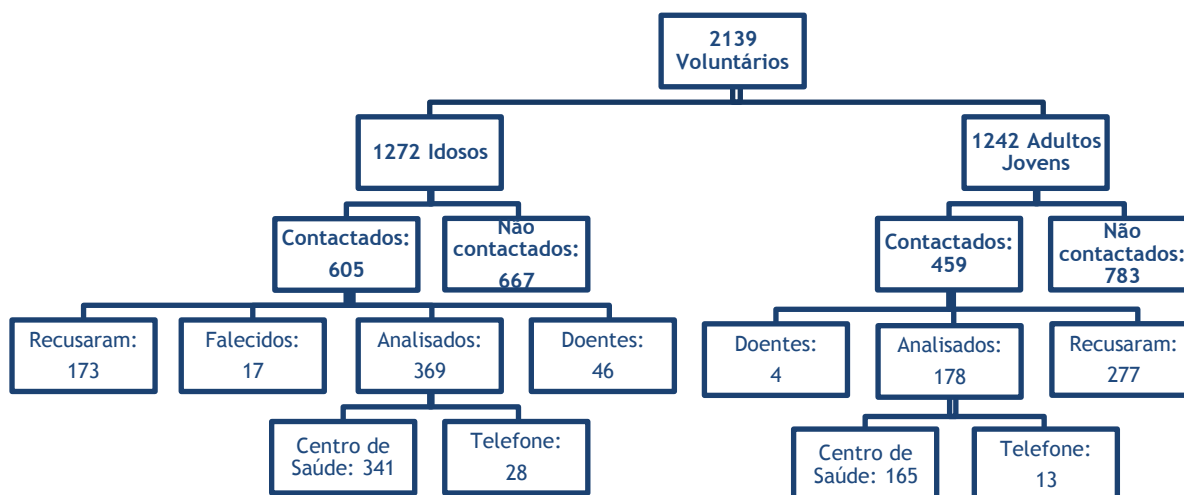 2139
Voluntários
1272 Idosos
1242 Adultos
Jovens
Contactados:
605
Não
contactados:
667
Contactados:
459
Não
contactados:
783
Recusaram:
173
Falecidos:
17
Analisados:
369
Doentes:
46
Doentes:
4
Analisados:
178
Recusaram:
277
Centro de
Saúde: 341
Telefone:
28
Centro de
Saúde: 165
Telefone:
13